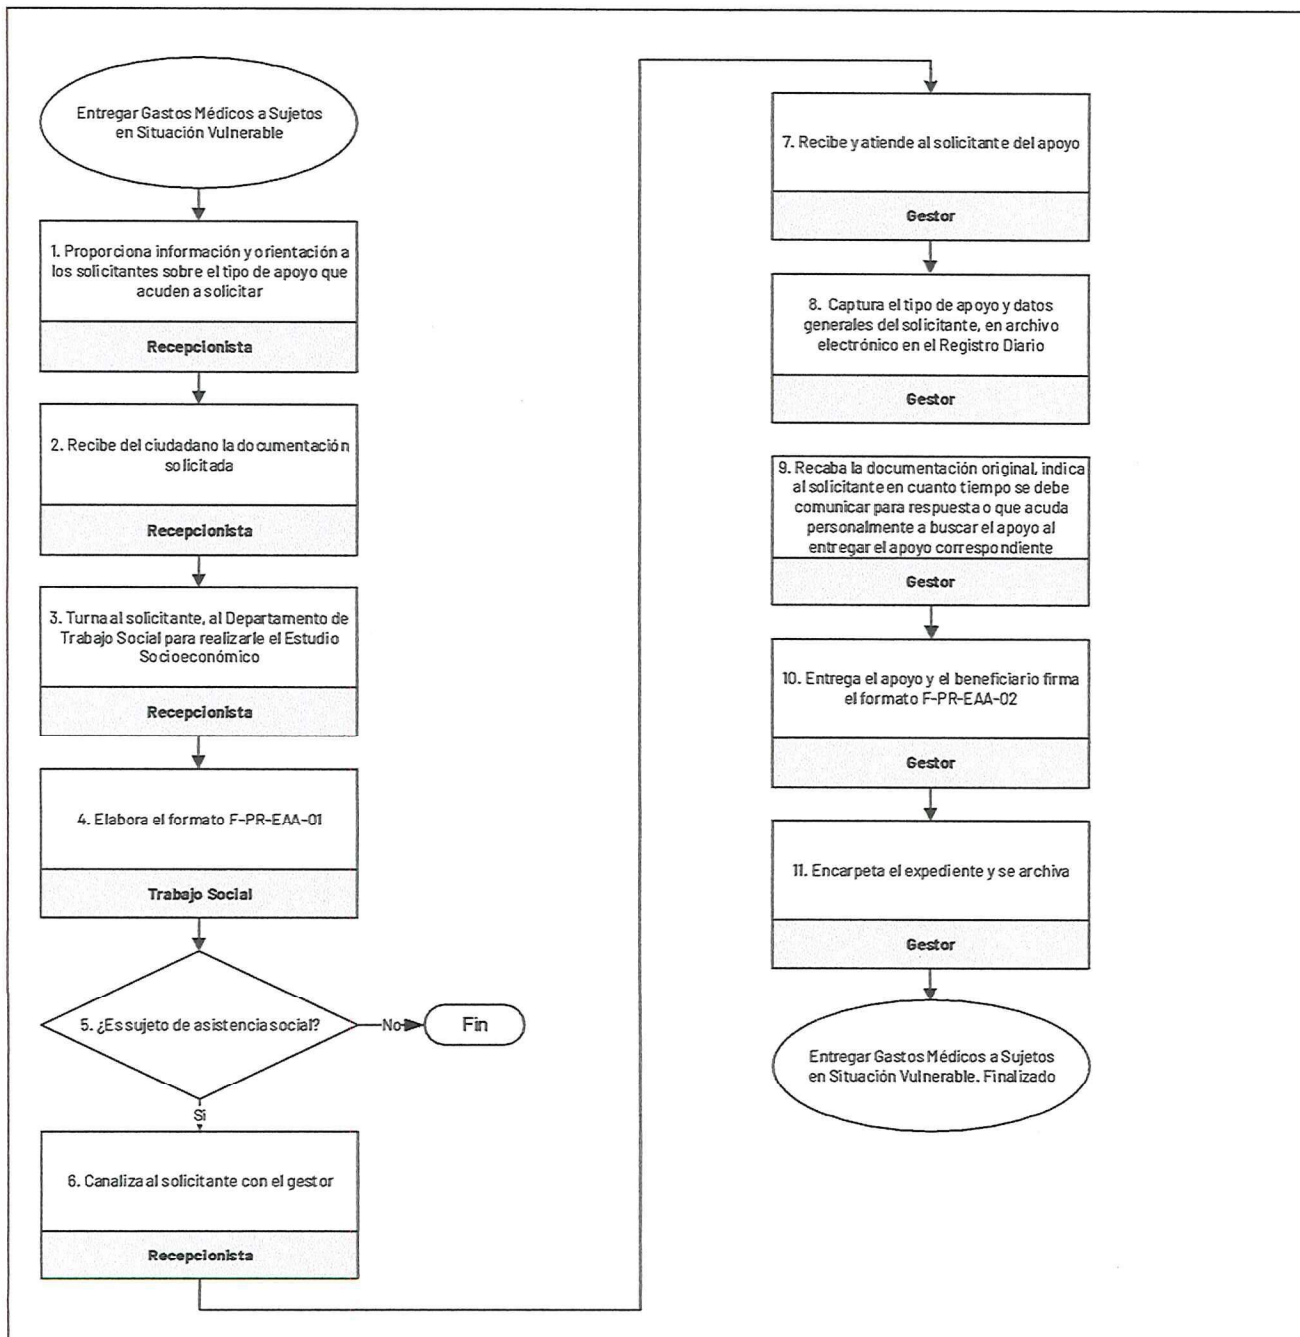 Entregar Gastos Médicos a Sujetos
en Situación Vulnerable
1. Proporciona información y orientación a
los solicitantes sobre el tipo de apoyo que
acuden a solicitar
Recepcionista
2. Recibe del ciudadano la documentación
solicitada
Recepcionista
3. Turna al solicitante, al Departamento de
Trabajo Social para realizarle el Estudio
Socioeconómico
Recepcionista
4. Elabora el formato F-PR-EAA-01
Trabajo Social
5. ¿Es sujeto de asistencia social?
No
Fin
Si
6. Canaliza al solicitante con el gestor
Recepcionista
7. Recibe y atiende al solicitante del apoyo
Gestor
8. Captura el tipo de apoyo y datos
generales del solicitante, en archivo
electrónico en el Registro Diario
Gestor
9. Recaba la documentación original, indica
al solicitante en cuanto tiempo se debe
comunicar para respuesta o que acuda
personalmente a buscar el apoyo al
entregar el apoyo correspondiente
Gestor
10. Entrega el apoyo y el beneficiario firma
el formato F-PR-EAA-02
Gestor
11. Encarpeta el expediente y se archiva
Gestor
Entregar Gastos Médicos a Sujetos
en Situación Vulnerable. Finalizado